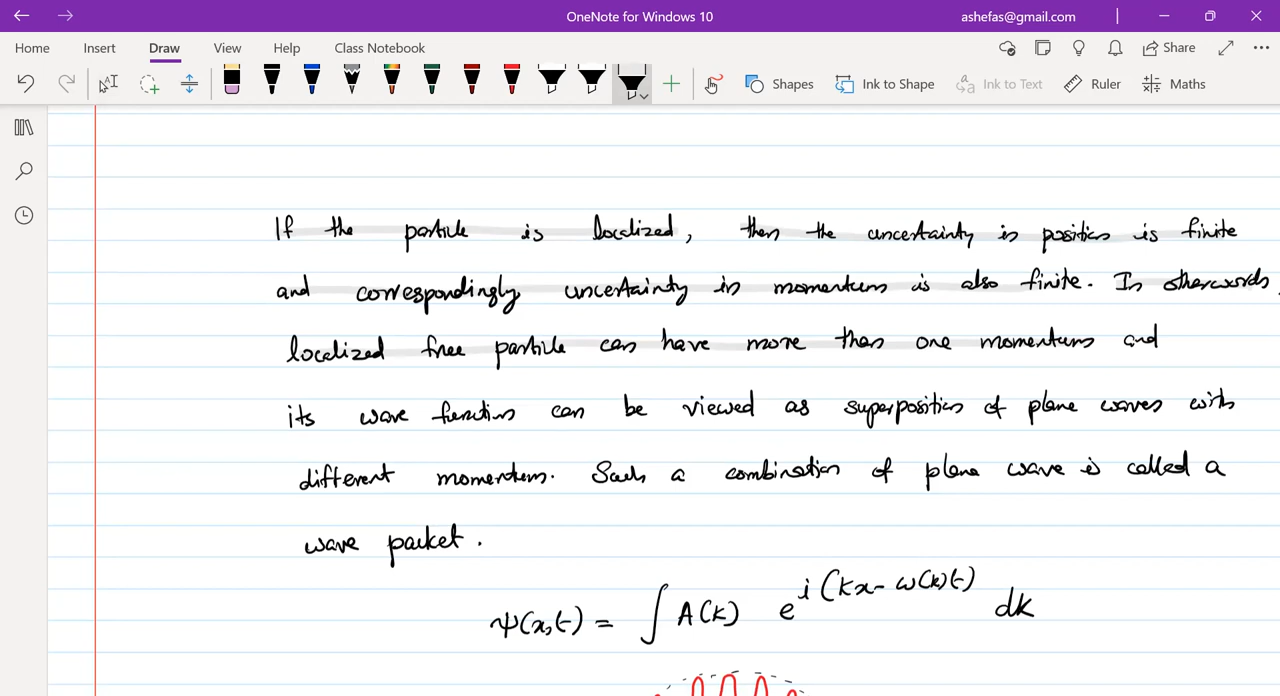 OneNote for Windows 10
ashefas@gmail.com
Home Insert Draw View Help Class Notebook Share
Shapes Ink to Shape Ink to Text Ruler Maths
If the particle is localized, then the uncertainty in position is finite
and correspondingly uncertainty in momentum is also finite. In otherwords,
localized free particle can have more than one momentum and
its wave function can be viewed as superposition of plane waves with
different momentum. Such a combination of plane wave is called a
wave packet.
ψ(x,t) = ∫ A(k) e^{i(kx - ω(k)t)} dk